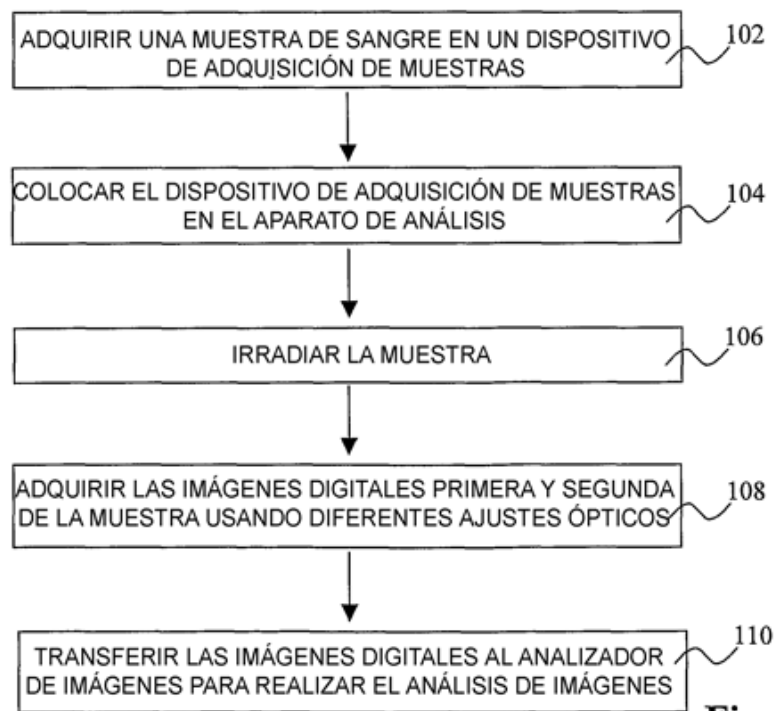 ADQUIRIR UNA MUESTRA DE SANGRE EN UN DISPOSITIVO
DE ADQUISICIÓN DE MUESTRAS
102
COLOCAR EL DISPOSITIVO DE ADQUISICIÓN DE MUESTRAS
EN EL APARATO DE ANÁLISIS
104
IRRADIAR LA MUESTRA
106
ADQUIRIR LAS IMÁGENES DIGITALES PRIMERA Y SEGUNDA
DE LA MUESTRA USANDO DIFERENTES AJUSTES ÓPTICOS
108
TRANSFERIR LAS IMÁGENES DIGITALES AL ANALIZADOR
DE IMÁGENES PARA REALIZAR EL ANÁLISIS DE IMÁGENES
110